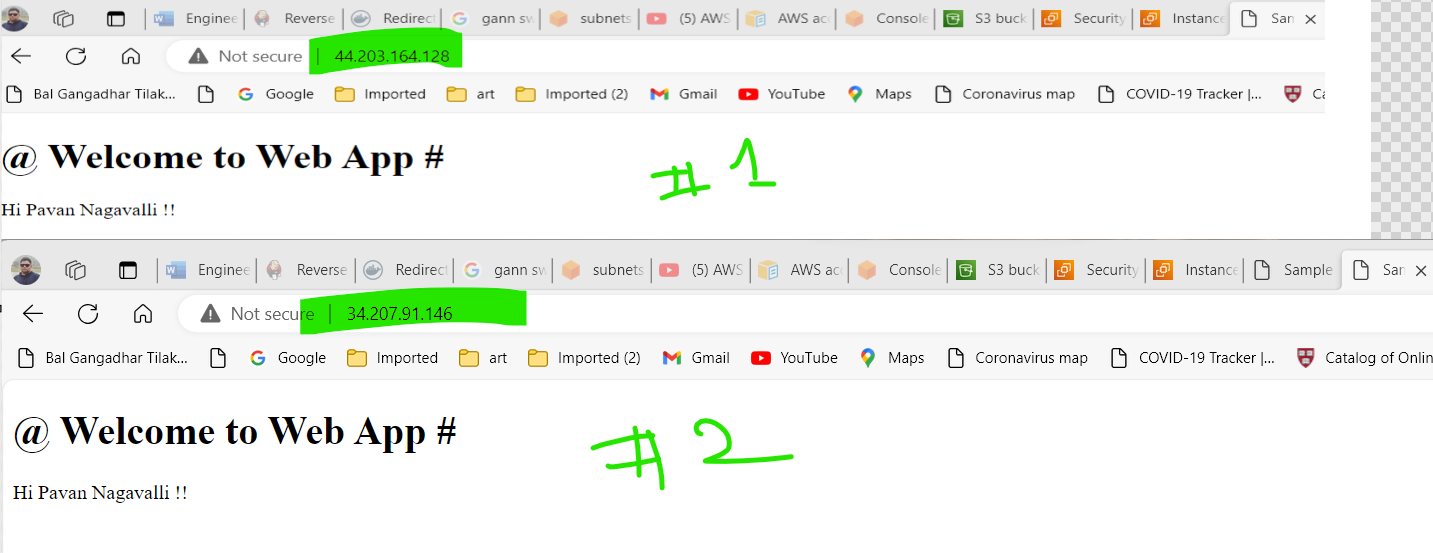 Enginee Reverse Redirect gann sw subnets (5) AWS AWS acc Console S3 buck Security Instance San
Not secure 44.203.164.128
Bal Gangadhar Tilak... Google Imported art Imported (2) Gmail YouTube Maps Coronavirus map COVID-19 Tracker |... Ca
@ Welcome to Web App #
# 1
Hi Pavan Nagavalli !!
Enginee Reverse Redirect gann sw subnets (5) AWS AWS acc Console S3 buck Security Instance Sample San
Not secure 34.207.91.146
Bal Gangadhar Tilak... Google Imported art Imported (2) Gmail YouTube Maps Coronavirus map COVID-19 Tracker |... Catalog of Onlin
@ Welcome to Web App #
# 2
Hi Pavan Nagavalli !!